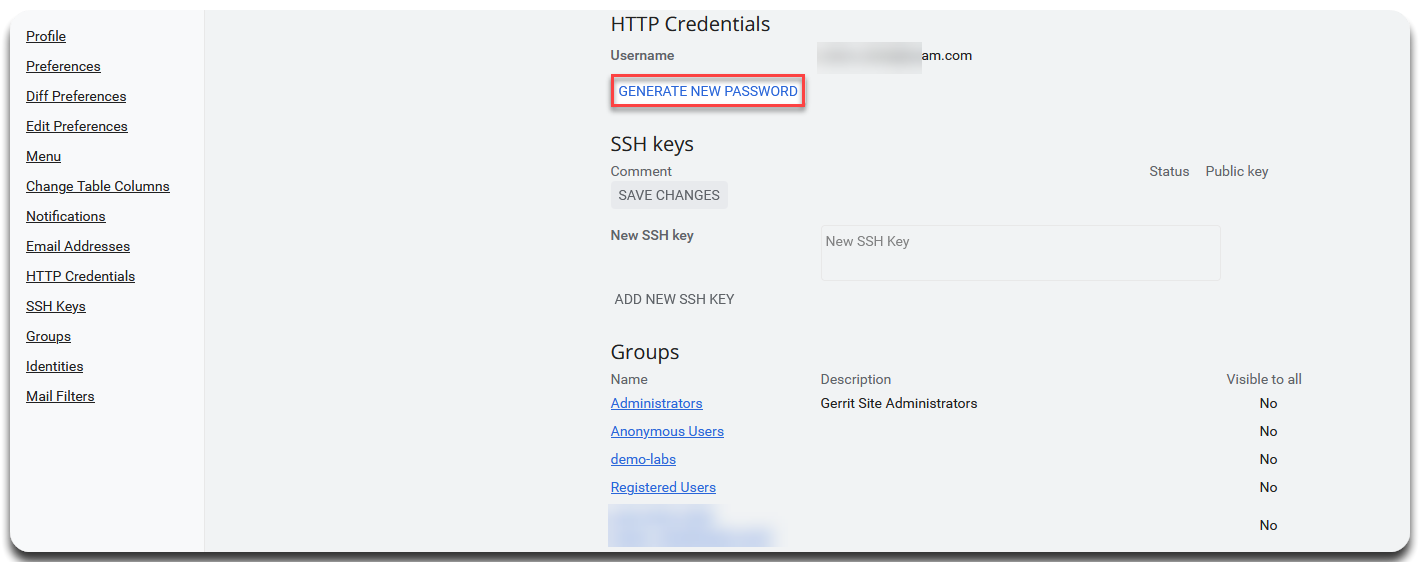 Profile
Preferences
Diff Preferences
Edit Preferences
Menu
Change Table Columns
Notifications
Email Addresses
HTTP Credentials
SSH Keys
Groups
Identities
Mail Filters
HTTP Credentials
Username am.com
GENERATE NEW PASSWORD
SSH keys
Comment Status Public key
SAVE CHANGES
New SSH key New SSH Key
ADD NEW SSH KEY
Groups
Name Description Visible to all
Administrators Gerrit Site Administrators No
Anonymous Users No
demo-labs No
Registered Users No
No